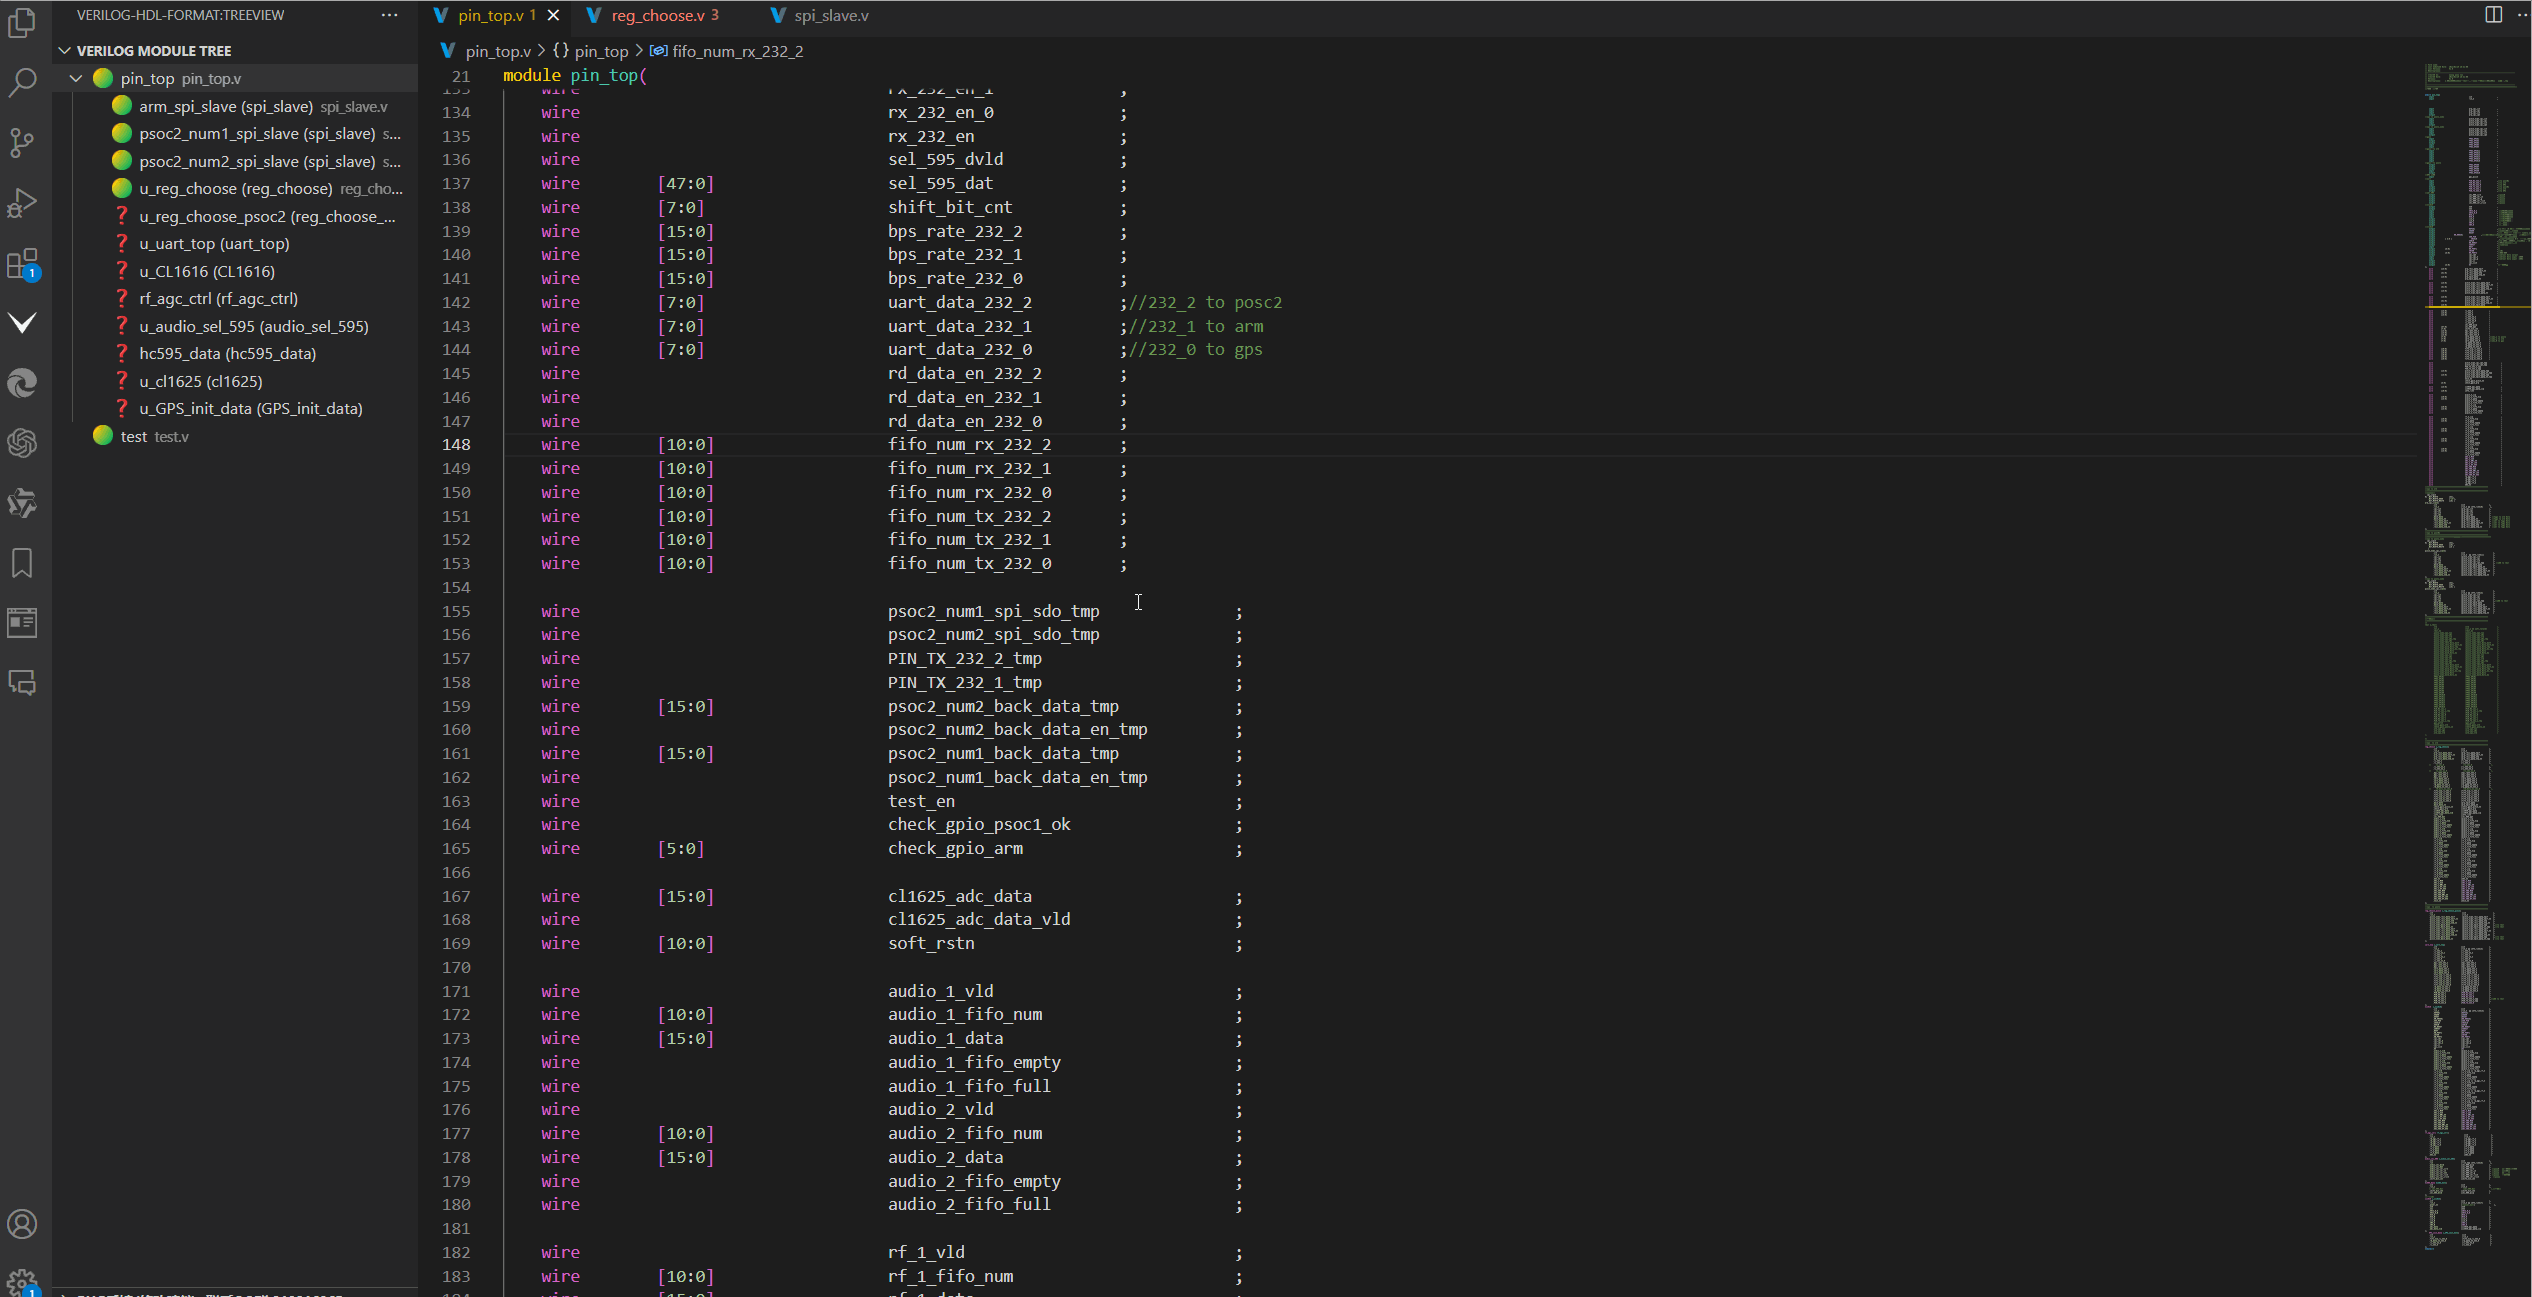 VERILOG-HDL-FORMAT:TREEVIEW ···
VERILOG MODULE TREE
pin_top pin_top.v
arm_spi_slave (spi_slave) spi_slave.v
psoc2_num1_spi_slave (spi_slave) s...
psoc2_num2_spi_slave (spi_slave) s...
u_reg_choose (reg_choose) reg_cho...
u_reg_choose_psoc2 (reg_choose_...
u_uart_top (uart_top)
u_CL1616 (CL1616)
rf_agc_ctrl (rf_agc_ctrl)
u_audio_sel_595 (audio_sel_595)
hc595_data (hc595_data)
u_cl1625 (cl1625)
u_GPS_init_data (GPS_init_data)
test test.v
1
1
pin_top.v 1 reg_choose.v 3 spi_slave.v
pin_top.v > {} pin_top > fifo_num_rx_232_2
21 module pin_top(
133 wire rx_232_en_1 ;
134 wire rx_232_en_0 ;
135 wire rx_232_en ;
136 wire sel_595_dvld ;
137 wire [47:0] sel_595_dat ;
138 wire [7:0] shift_bit_cnt ;
139 wire [15:0] bps_rate_232_2 ;
140 wire [15:0] bps_rate_232_1 ;
141 wire [15:0] bps_rate_232_0 ;
142 wire [7:0] uart_data_232_2 ;//232_2 to posc2
143 wire [7:0] uart_data_232_1 ;//232_1 to arm
144 wire [7:0] uart_data_232_0 ;//232_0 to gps
145 wire rd_data_en_232_2 ;
146 wire rd_data_en_232_1 ;
147 wire rd_data_en_232_0 ;
148 wire [10:0] fifo_num_rx_232_2 ;
149 wire [10:0] fifo_num_rx_232_1 ;
150 wire [10:0] fifo_num_rx_232_0 ;
151 wire [10:0] fifo_num_tx_232_2 ;
152 wire [10:0] fifo_num_tx_232_1 ;
153 wire [10:0] fifo_num_tx_232_0 ;
154
155 wire psoc2_num1_spi_sdo_tmp ;
156 wire psoc2_num2_spi_sdo_tmp ;
157 wire PIN_TX_232_2_tmp ;
158 wire PIN_TX_232_1_tmp ;
159 wire [15:0] psoc2_num2_back_data_tmp ;
160 wire psoc2_num2_back_data_en_tmp ;
161 wire [15:0] psoc2_num1_back_data_tmp ;
162 wire psoc2_num1_back_data_en_tmp ;
163 wire test_en ;
164 wire check_gpio_psoc1_ok ;
165 wire [5:0] check_gpio_arm ;
166
167 wire [15:0] cl1625_adc_data ;
168 wire cl1625_adc_data_vld ;
169 wire [10:0] soft_rstn ;
170
171 wire audio_1_vld ;
172 wire [10:0] audio_1_fifo_num ;
173 wire [15:0] audio_1_data ;
174 wire audio_1_fifo_empty ;
175 wire audio_1_fifo_full ;
176 wire audio_2_vld ;
177 wire [10:0] audio_2_fifo_num ;
178 wire [15:0] audio_2_data ;
179 wire audio_2_fifo_empty ;
180 wire audio_2_fifo_full ;
181
182 wire rf_1_vld ;
183 wire [10:0] rf_1_fifo_num ;